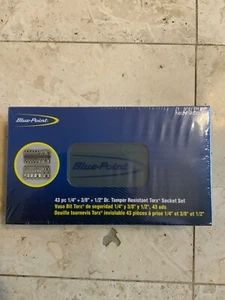 Blue-Point
Blue-Point
43 pc 1/4" + 3/8" + 1/2" Dr. Tamper Resistant Torx® Socket Set
Vaso Bit Torx® de seguridad 1/4" y 3/8" y 1/2", 43 uds
Douille tournevis Torx® inviolable 43 pièces à prise 1/4" et 3/8" et 1/2"